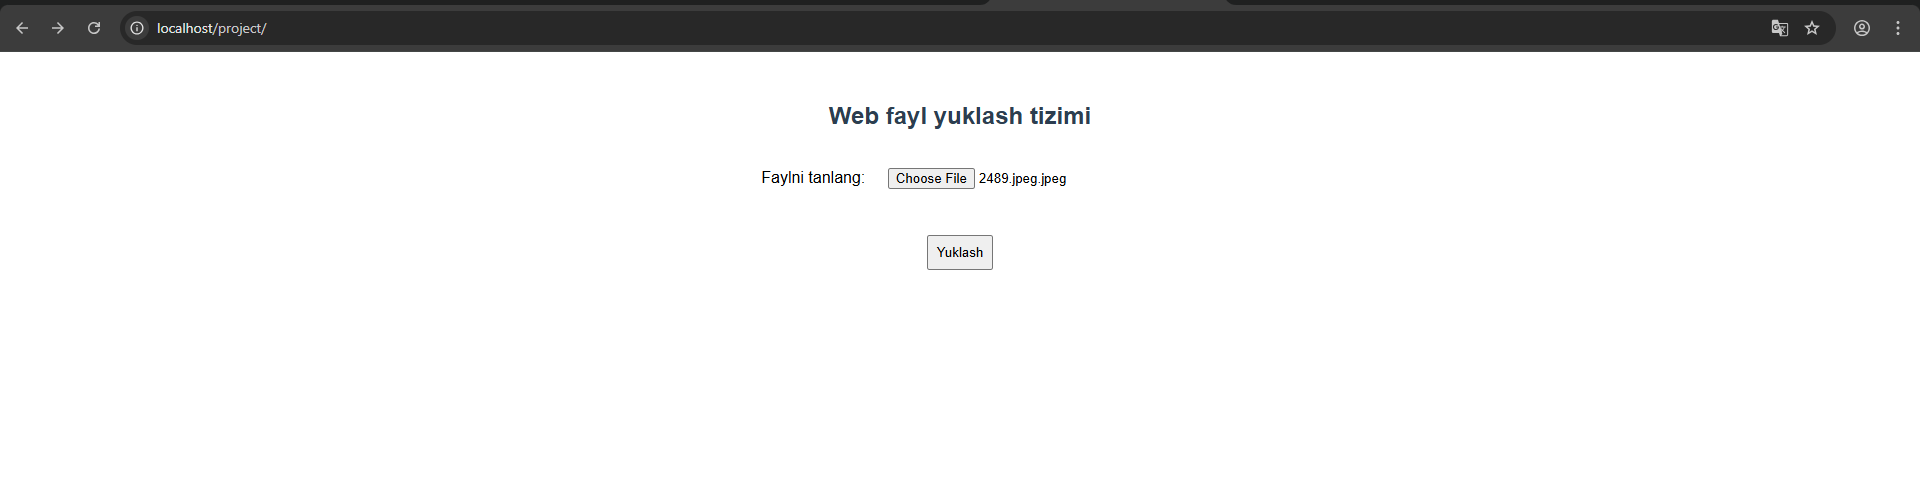 localhost/project/
Web fayl yuklash tizimi
Faylni tanlang: Choose File 2489.jpeg.jpeg
Yuklash